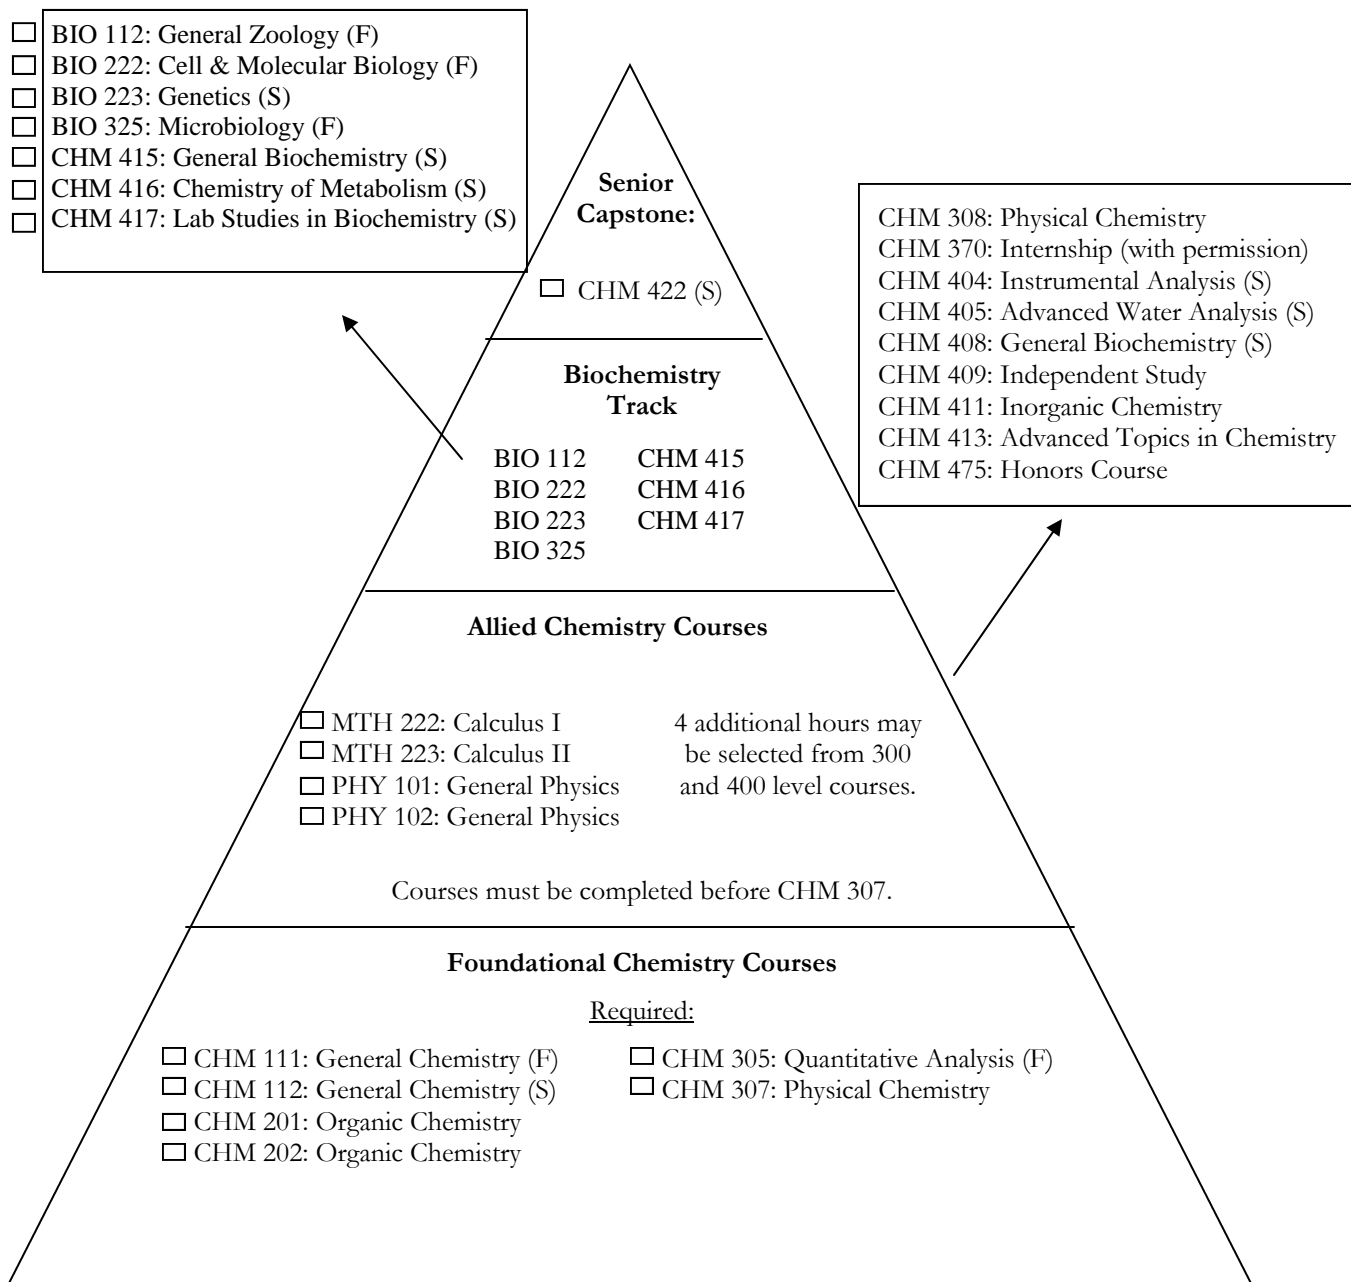 BIO 112: General Zoology (F)
BIO 222: Cell & Molecular Biology (F)
BIO 223: Genetics (S)
BIO 325: Microbiology (F)
CHM 415: General Biochemistry (S)
CHM 416: Chemistry of Metabolism (S)
CHM 417: Lab Studies in Biochemistry (S)
Senior
Capstone:
CHM 422 (S)
CHM 308: Physical Chemistry
CHM 370: Internship (with permission)
CHM 404: Instrumental Analysis (S)
CHM 405: Advanced Water Analysis (S)
CHM 408: General Biochemistry (S)
CHM 409: Independent Study
CHM 411: Inorganic Chemistry
CHM 413: Advanced Topics in Chemistry
CHM 475: Honors Course
Biochemistry
Track
BIO 112 CHM 415
BIO 222 CHM 416
BIO 223 CHM 417
BIO 325
Allied Chemistry Courses
MTH 222: Calculus I
MTH 223: Calculus II
PHY 101: General Physics
PHY 102: General Physics
4 additional hours may
be selected from 300
and 400 level courses.
Courses must be completed before CHM 307.
Foundational Chemistry Courses
Required:
CHM 111: General Chemistry (F)
CHM 112: General Chemistry (S)
CHM 201: Organic Chemistry
CHM 202: Organic Chemistry
CHM 305: Quantitative Analysis (F)
CHM 307: Physical Chemistry